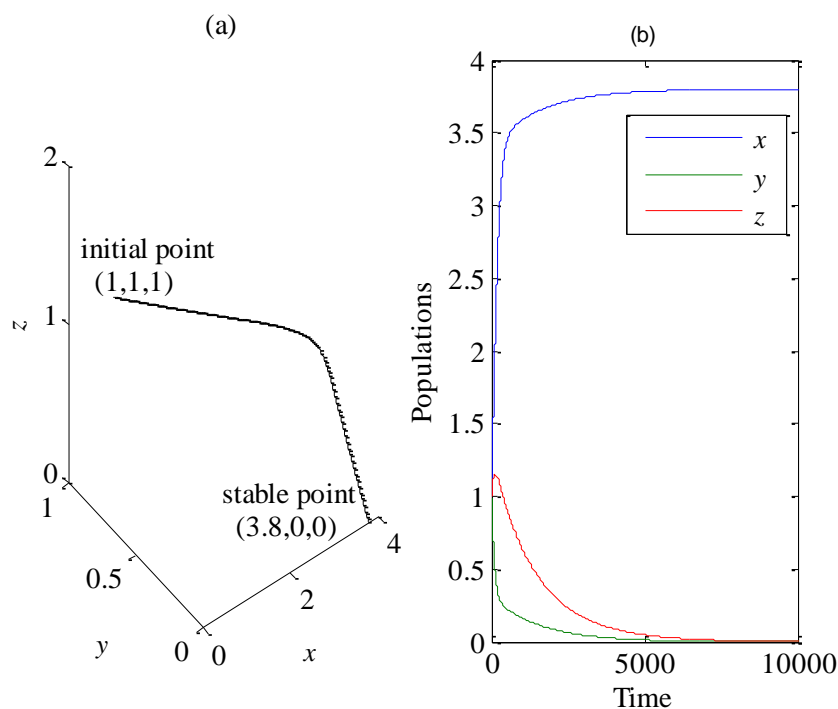 (a)
2
1
0
z
initial point
(1,1,1)
stable point
(3.8,0,0)
1
0.5
0
y
0
2
4
x
(b)
4
3.5
3
2.5
2
1.5
1
0.5
0
Populations
x
y
z
0
5000
10000
Time